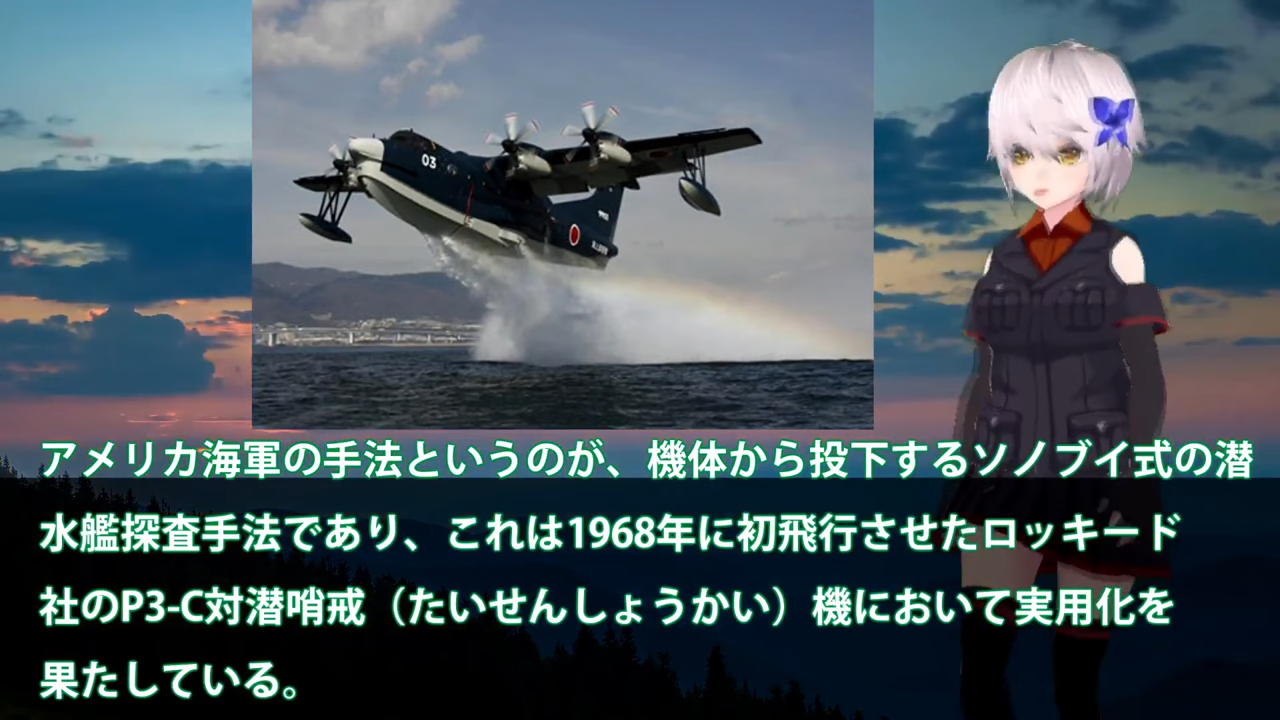 03
アメリカ海軍の手法というのが、機体から投下するソノブイ式の潜
水艦探査手法であり、これは1968年に初飛行させたロッキード
社のP3-C対潜哨戒（たいせんしょうかい）機において実用化を
果たしている。